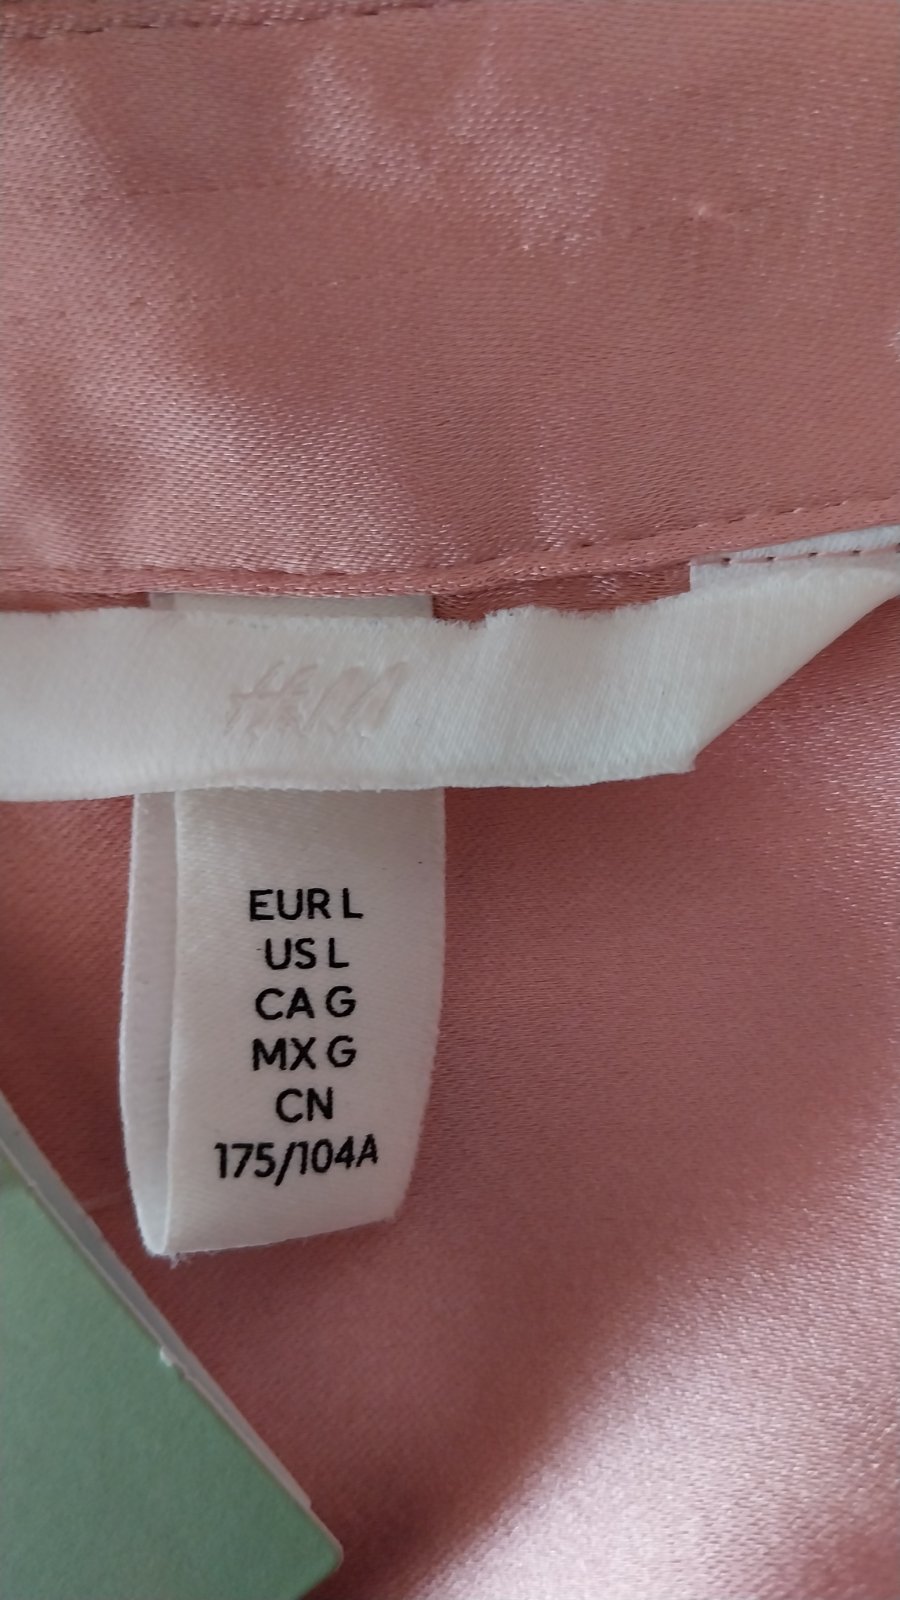 H&M
EUR L
US L
CA G
MX G
CN
175/104A